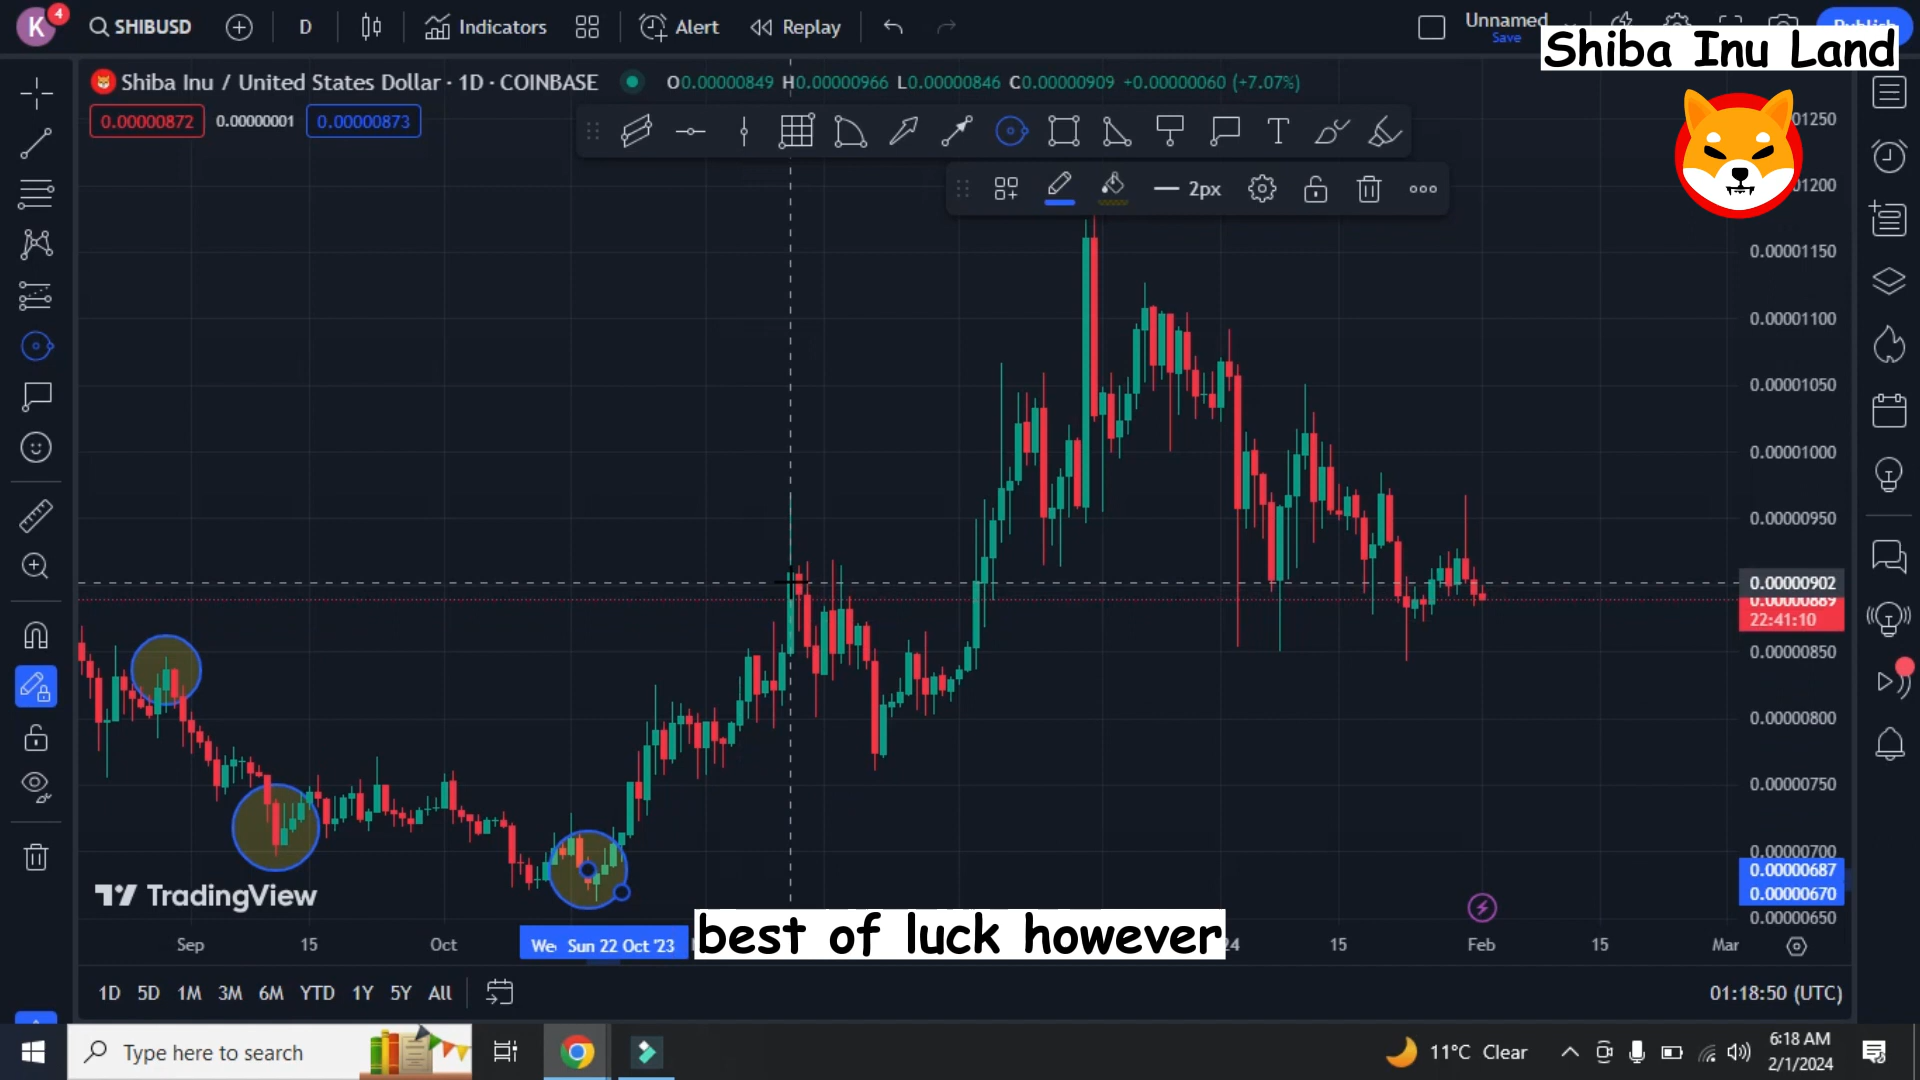 K 4 SHIBUSD D Indicators Alert Replay Unnamed
Save
Shiba Inu Land
Shiba Inu / United States Dollar · 1D · COINBASE O0.00000849 H0.00000966 L0.00000846 C0.00000909 +0.00000060 (+7.07%)
0.00000872 0.00000001 0.00000873
2px
0.00001150
0.00001100
0.00001050
0.00001000
0.00000950
0.00000902
0.00000889
22:41:10
0.00000850
0.00000800
0.00000750
0.00000700
0.00000687
0.00000670
0.00000650
TradingView
best of luck however
Sep 15 Oct We Sun 22 Oct '23 24 15 Feb 15 Mar
1D 5D 1M 3M 6M YTD 1Y 5Y All 01:18:50 (UTC)
Type here to search 11°C Clear 6:18 AM
2/1/2024